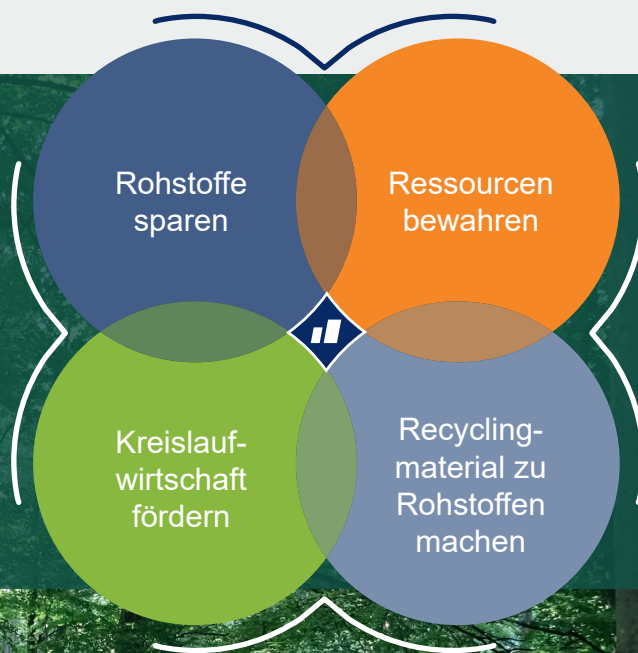 Rohstoffe
sparen
Ressourcen
bewahren
Kreislauf-
wirtschaft
fördern
Recycling-
material zu
Rohstoffen
machen